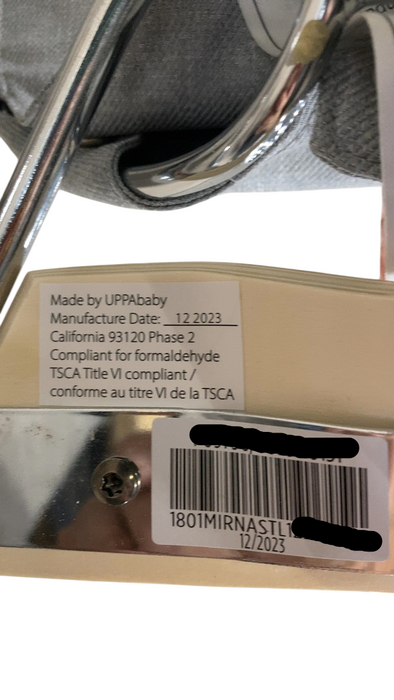 Made by UPPAbaby
Manufacture Date: 12 2023
California 93120 Phase 2
Compliant for formaldehyde
TSCA Title VI compliant /
conforme au titre VI de la TSCA
1801MIRNASTL1
12/2023